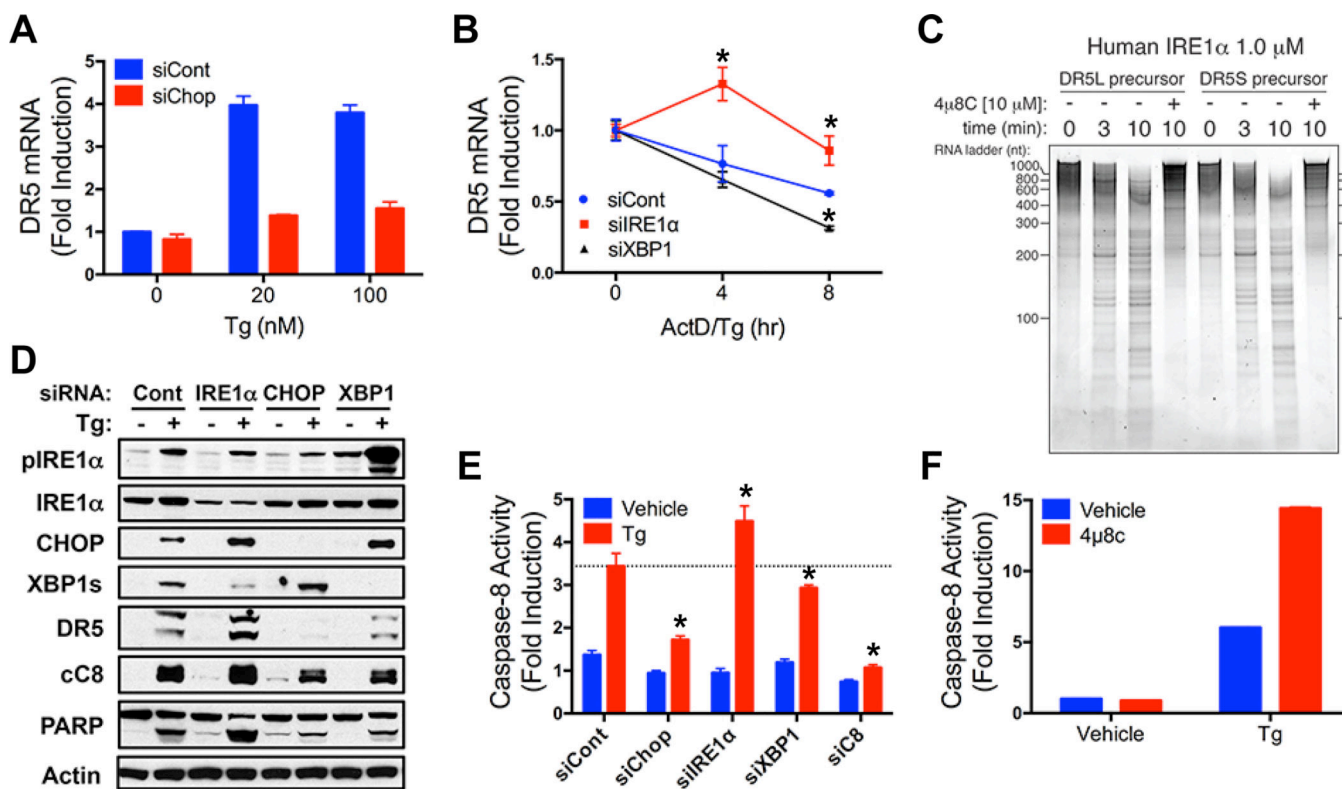 A
DR5 mRNA
(Fold Induction)
siCont
siChop
5
4
3
2
1
0
0
20
100
Tg (nM)
B
DR5 mRNA
(Fold Induction)
1.5
1.0
0.5
0.0
*
*
*
siCont
siIRE1α
siXBP1
0
4
8
ActD/Tg (hr)
C
Human IRE1α 1.0 μM
DR5L precursor DR5S precursor
4μ8C [10 μM]: - - - + - - - +
time (min): 0 3 10 10 0 3 10 10
RNA ladder (nt):
1000
800
600
400
300
200
100
D
siRNA: Cont IRE1α CHOP XBP1
Tg: - + - + - + - +
pIRE1α
IRE1α
CHOP
XBP1s
DR5
cC8
PARP
Actin
E
Caspase-8 Activity
(Fold Induction)
Vehicle
Tg
5
4
3
2
1
0
*
*
*
*
siCont
siChop
siIRE1α
siXBP1
siC8
F
Caspase-8 Activity
(Fold Induction)
Vehicle
4μ8c
15
10
5
0
Vehicle
Tg